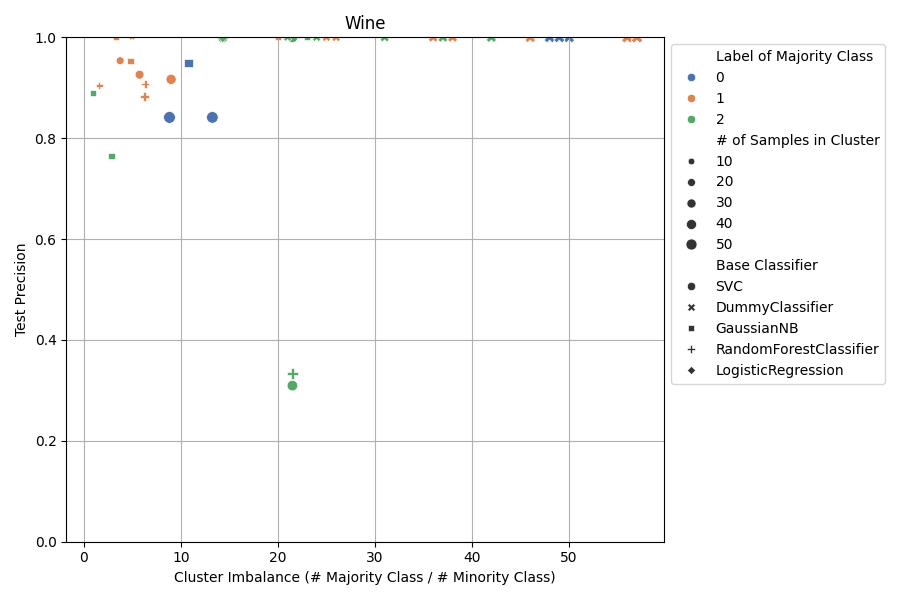 Wine
1.0
0.8
0.6
0.4
0.2
0.0
Test Precision
0 10 20 30 40 50
Cluster Imbalance (# Majority Class / # Minority Class)
Label of Majority Class
0
1
2
# of Samples in Cluster
10
20
30
40
50
Base Classifier
SVC
DummyClassifier
GaussianNB
RandomForestClassifier
LogisticRegression